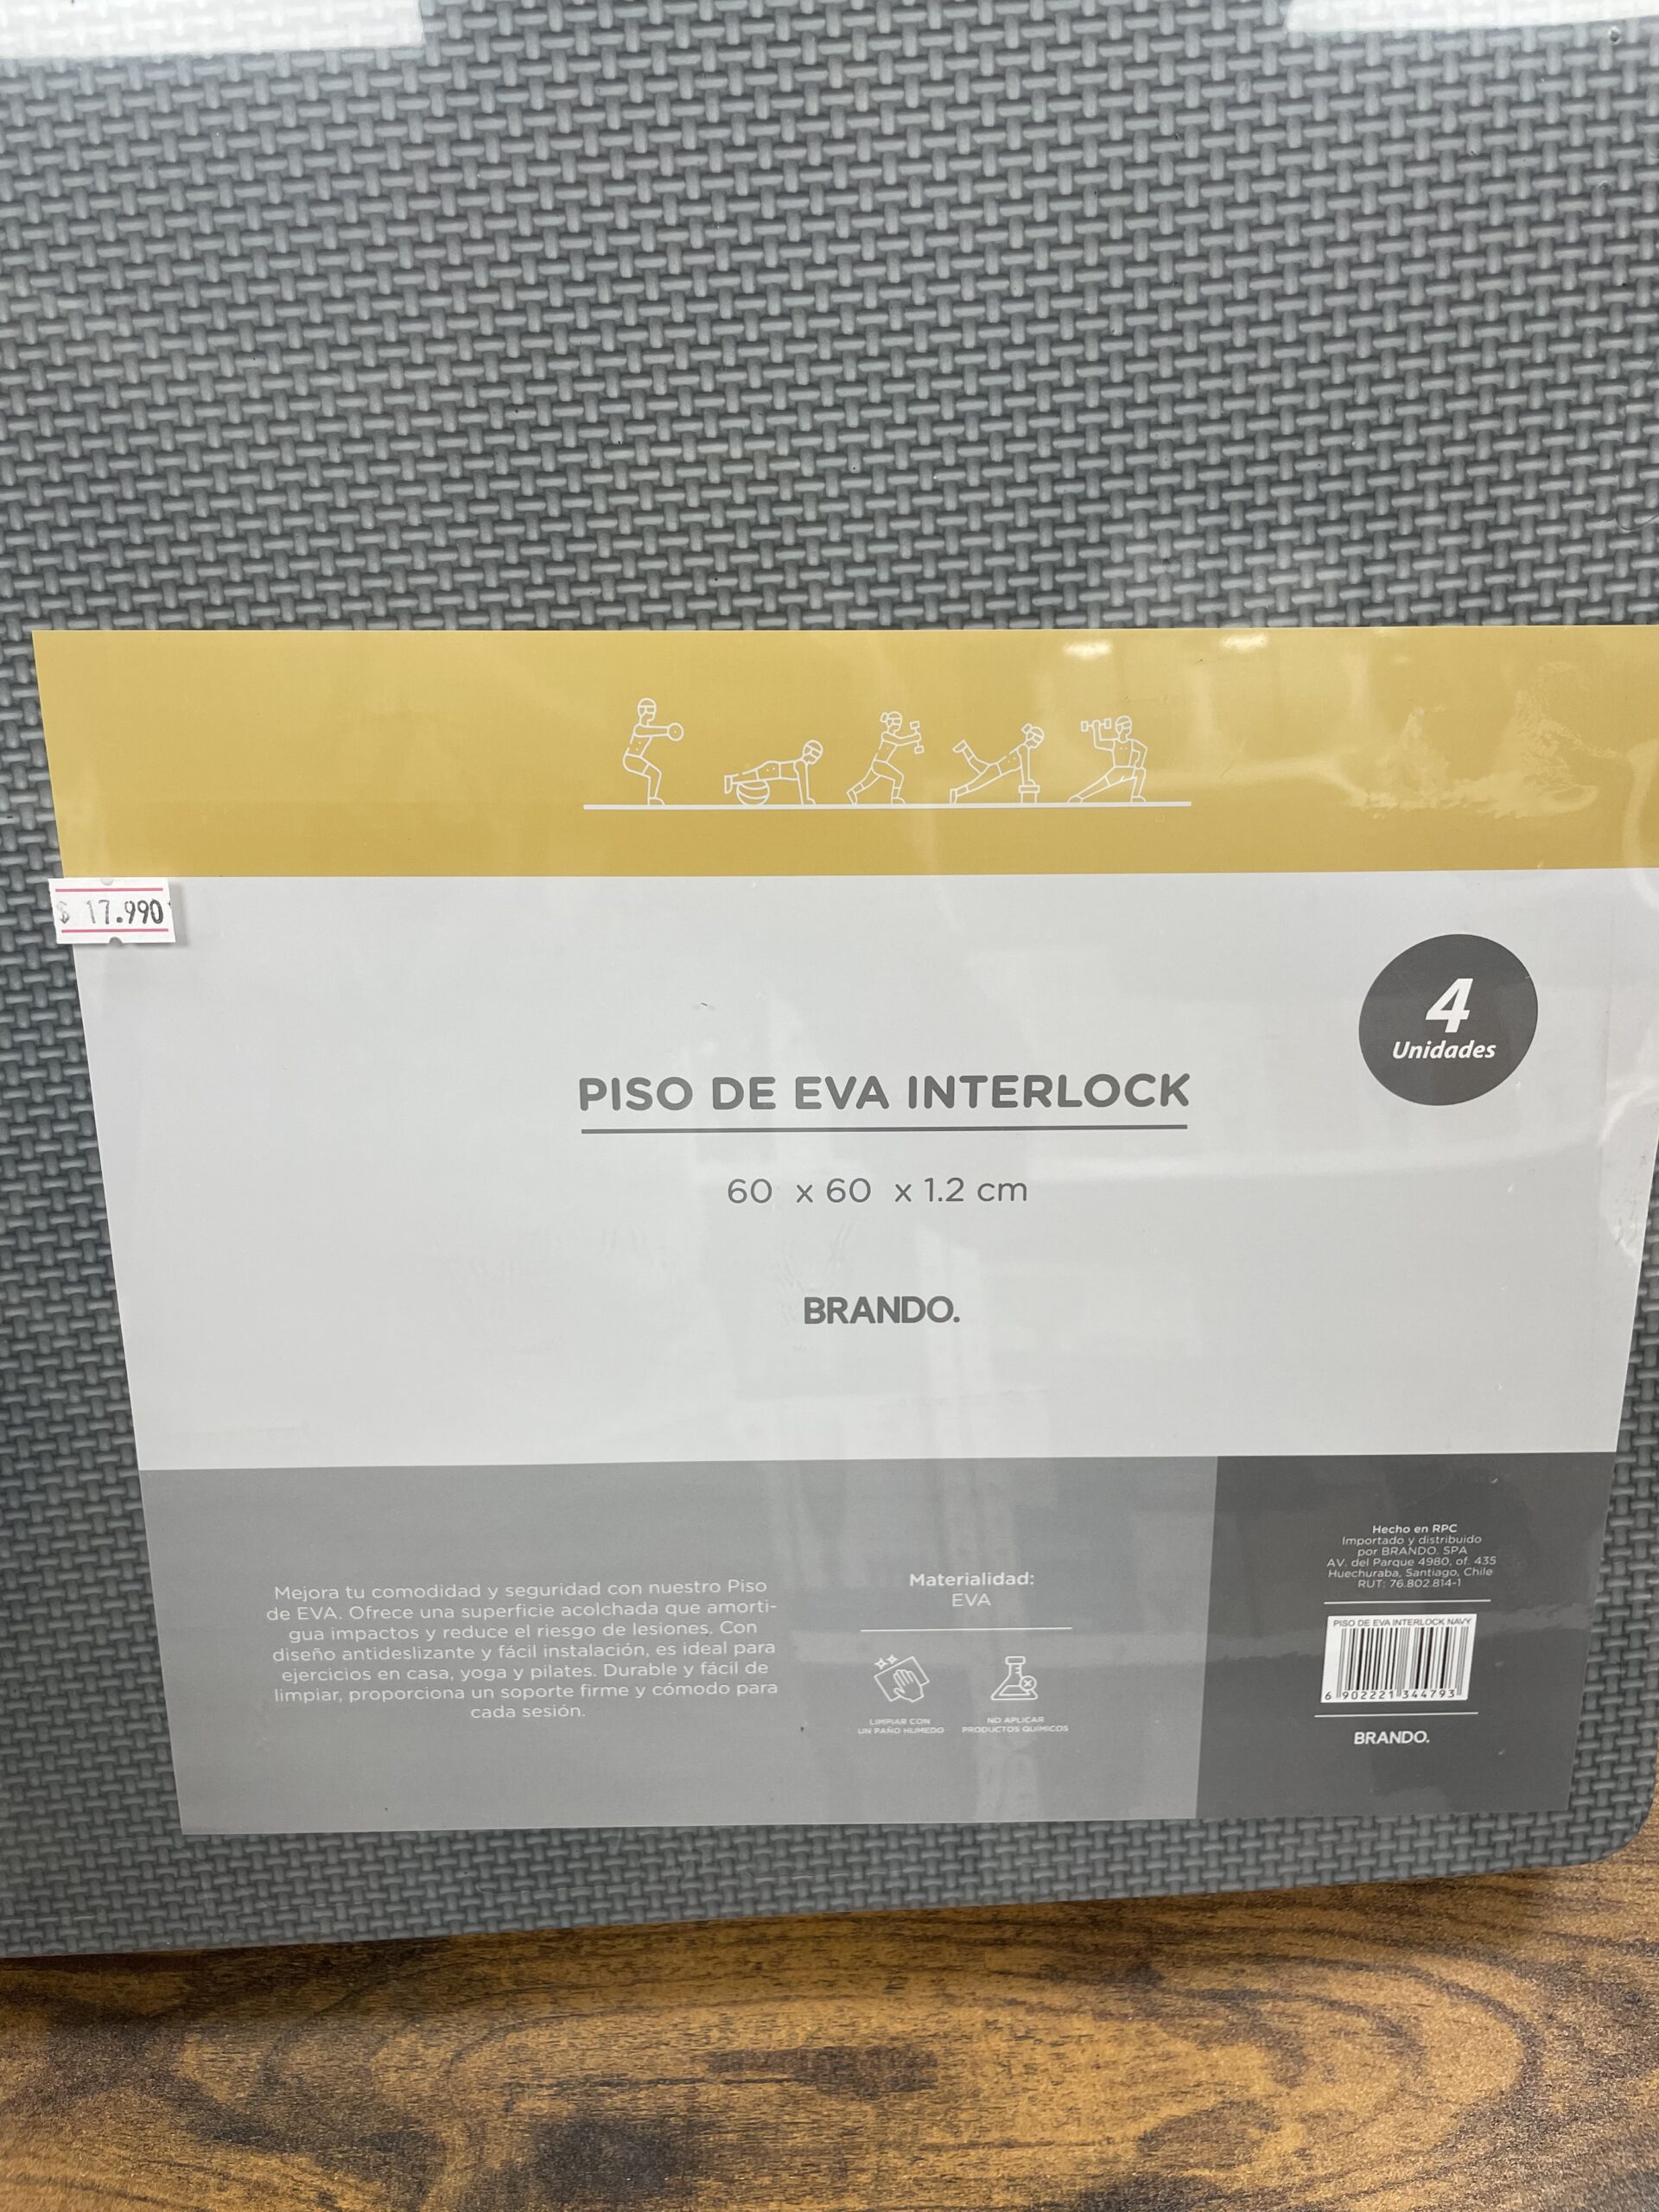 $ 17.990
4
Unidades
PISO DE EVA INTERLOCK
60 x 60 x 1.2 cm
BRANDO.
Mejora tu comodidad y seguridad con nuestro Piso
de EVA. Ofrece una superficie acolchada que amorti-
gua impactos y reduce el riesgo de lesiones. Con
diseño antideslizante y fácil instalación, es ideal para
ejercicios en casa, yoga y pilates. Durable y fácil de
limpiar, proporciona un soporte firme y cómodo para
cada sesión.
Materialidad:
EVA
LIMPIAR CON
UN PAÑO HUMEDO
NO APLICAR
PRODUCTOS QUÍMICOS
Hecho en RPC
Importado y distribuido
por BRANDO. SPA
AV. del Parque 4980, of. 435
Huechuraba, Santiago, Chile
RUT: 76.802.814-1
PISO DE EVA INTERLOCK NAVY
6 902221 344793
BRANDO.